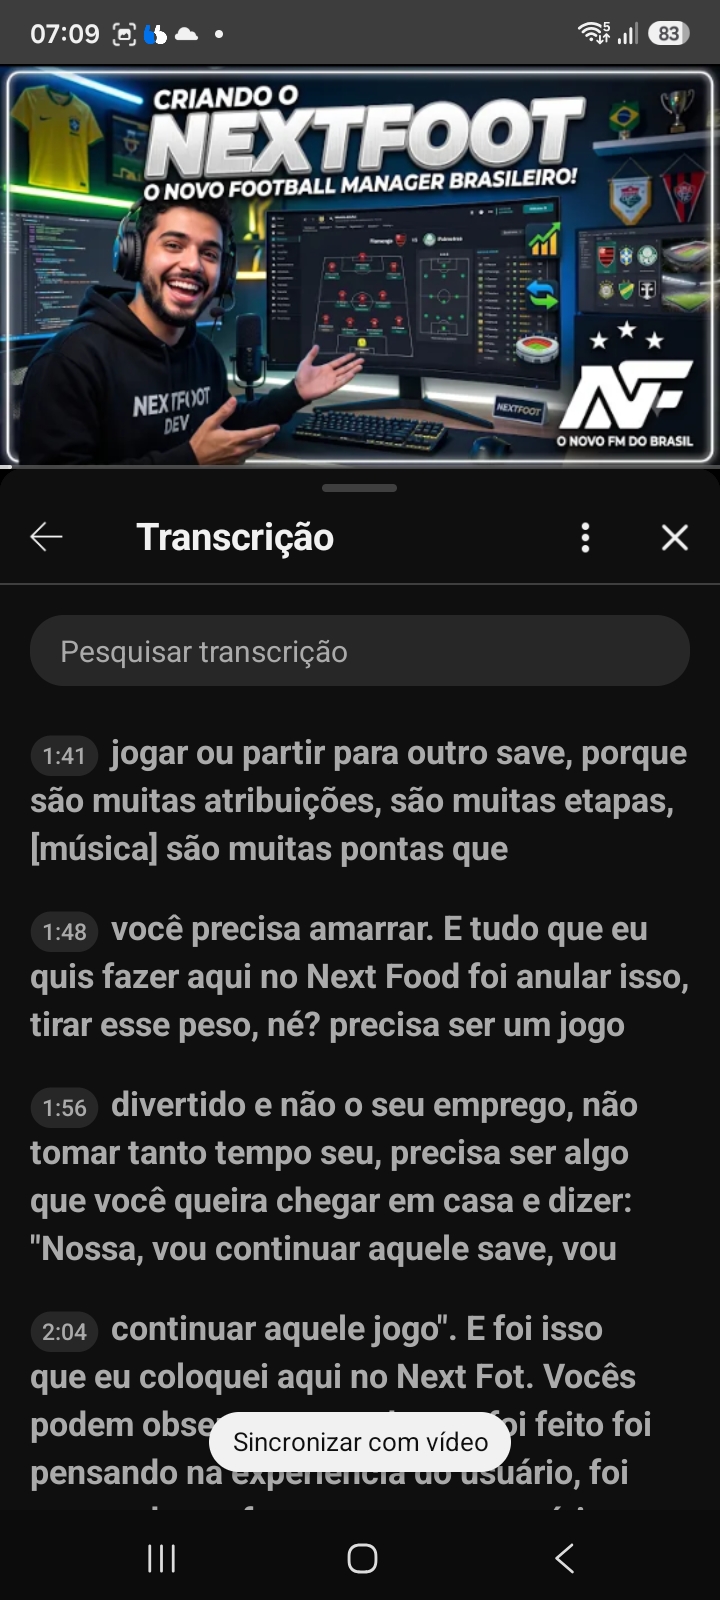 07:09
5
83
CRIANDO O
NEXTFOOT
O NOVO FOOTBALL MANAGER BRASILEIRO!
Flamengo
Palmeiras
NEXTFOOT
DEV
NEXTFOOT
NF
O NOVO FM DO BRASIL
Transcrição
Pesquisar transcrição
1:41 jogar ou partir para outro save, porque
são muitas atribuições, são muitas etapas,
[música] são muitas pontas que
1:48 você precisa amarrar. E tudo que eu
quis fazer aqui no Next Food foi anular isso,
tirar esse peso, né? precisa ser um jogo
1:56 divertido e não o seu emprego, não
tomar tanto tempo seu, precisa ser algo
que você queira chegar em casa e dizer:
"Nossa, vou continuar aquele save, vou
2:04 continuar aquele jogo". E foi isso
que eu coloquei aqui no Next Fot. Vocês
podem foi feito foi
Sincronizar com vídeo
pensando na experiência do usuário, foi